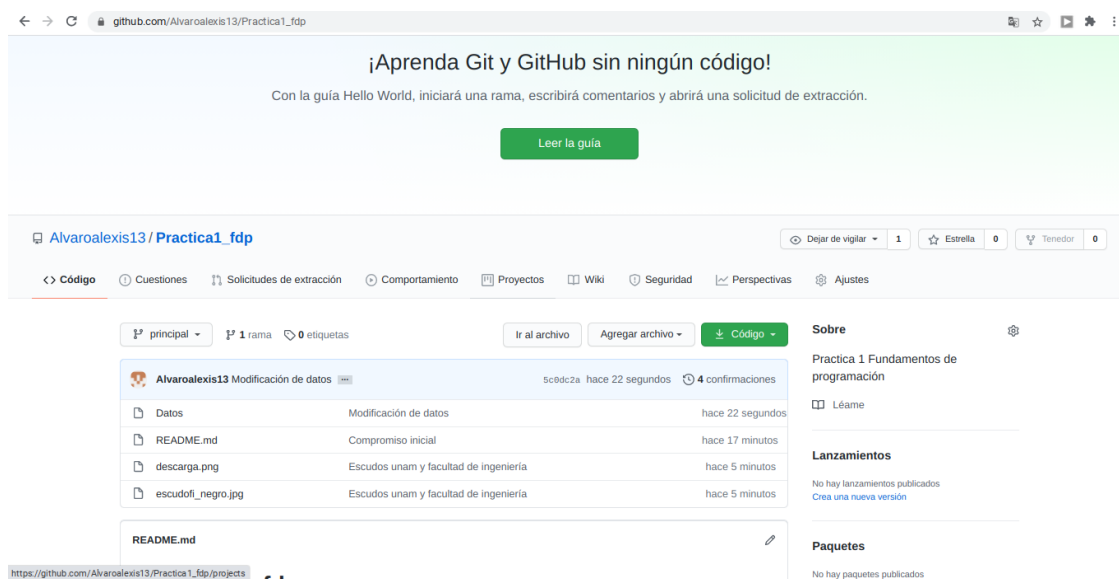 github.com/Alvaroalexis13/Practica1_fdp
¡Aprenda Git y GitHub sin ningún código!
Con la guía Hello World, iniciará una rama, escribirá comentarios y abrirá una solicitud de extracción.
Leer la guía
Alvaroalexis13 / Practica1_fdp
Dejar de vigilar 1 Estrella 0 Tenedor 0
<> Código Cuestiones Solicitudes de extracción Comportamiento Proyectos Wiki Seguridad Perspectivas Ajustes
principal 1 rama 0 etiquetas Ir al archivo Agregar archivo Código
Alvaroalexis13 Modificación de datos ... 5c0dc2a hace 22 segundos 4 confirmaciones
Datos Modificación de datos hace 22 segundos
README.md Compromiso inicial hace 17 minutos
descarga.png Escudos unam y facultad de ingeniería hace 5 minutos
escudofi_negro.jpg Escudos unam y facultad de ingeniería hace 5 minutos
README.md
Sobre
Practica 1 Fundamentos de
programación
Léame
Lanzamientos
No hay lanzamientos publicados
Crea una nueva versión
Paquetes
No hay paquetes publicados
https://github.com/Alvaroalexis13/Practica1_fdp/projects